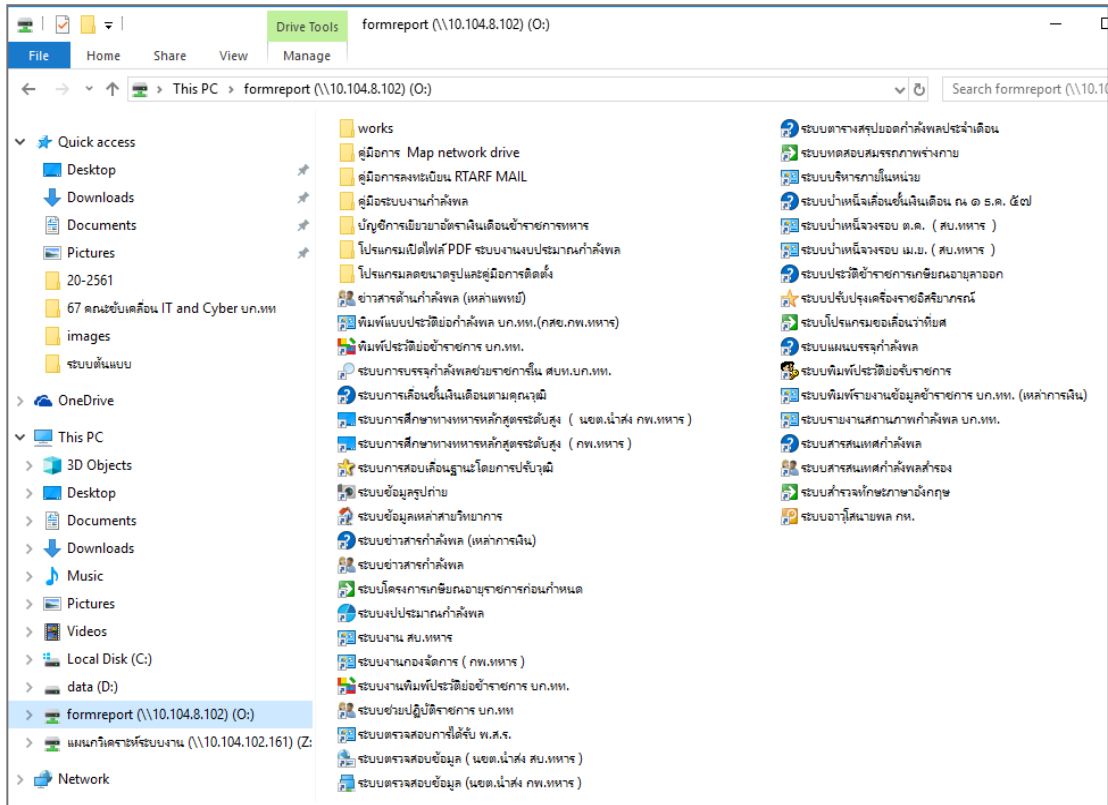 Drive Tools
formreport (\\10.104.8.102) (O:)
File
Home
Share
View
Manage
This PC
formreport (\\10.104.8.102) (O:)
Search formreport (\\10.10
Quick access
Desktop
Downloads
Documents
Pictures
20-2561
67 คณะขับเคลื่อน IT and Cyber บก.ทท
images
ระบบต้นแบบ
OneDrive
This PC
3D Objects
Desktop
Documents
Downloads
Music
Pictures
Videos
Local Disk (C:)
data (D:)
formreport (\\10.104.8.102) (O:)
แผนกวิเคราะห์ระบบงาน (\\10.104.102.161) (Z:
Network
works
คู่มือการ Map network drive
คู่มือการลงทะเบียน RTARF MAIL
คู่มือระบบงานกำลังพล
บัญชีการเยียวยาอัตราเงินเดือนข้าราชการทหาร
โปรแกรมเปิดไฟล์ PDF ระบบงานงบประมาณกำลังพล
โปรแกรมลดขนาดรูปและคู่มือการติดตั้ง
ข่าวสารด้านกำลังพล (เหล่าแพทย์)
พิมพ์แบบประวัติย่อกำลังพล บก.ทท.(กสย.กพ.ทหาร)
พิมพ์ประวัติย่อข้าราชการ บก.ทท.
ระบบการบรรจุกำลังพลช่วยราชการใน ศบท.บก.ทท.
ระบบการเลื่อนชั้นเงินเดือนตามคุณวุฒิ
ระบบการศึกษาทางทหารหลักสูตรระดับสูง ( นขต.นำส่ง กพ.ทหาร )
ระบบการศึกษาทางทหารหลักสูตรระดับสูง ( กพ.ทหาร )
ระบบการสอบเลื่อนฐานะโดยการปรับวุฒิ
ระบบข้อมูลรูปถ่าย
ระบบข้อมูลเหล่าสายวิทยาการ
ระบบข่าวสารกำลังพล (เหล่าการเงิน)
ระบบข่าวสารกำลังพล
ระบบโครงการเกษียณอายุราชการก่อนกำหนด
ระบบงปประมาณกำลังพล
ระบบงาน สบ.ทหาร
ระบบงานกองจัดการ ( กพ.ทหาร )
ระบบงานพิมพ์ประวัติย่อข้าราชการ บก.ทท.
ระบบช่วยปฏิบัติราชการ บก.ทท
ระบบตรวจสอบการได้รับ พ.ส.ร.
ระบบตรวจสอบข้อมูล ( นขต.นำส่ง สบ.ทหาร )
ระบบตรวจสอบข้อมูล (นขต.นำส่ง กพ.ทหาร )
ระบบตารางสรุปยอดกำลังพลประจำเดือน
ระบบทดสอบสมรรถภาพร่างกาย
ระบบบริหารภายในหน่วย
ระบบบำเหน็จเลื่อนชั้นเงินเดือน ณ ๑ ธ.ค. ๕๗
ระบบบำเหน็จวงรอบ ต.ค. ( สบ.ทหาร )
ระบบบำเหน็จวงรอบ เม.ย. ( สบ.ทหาร )
ระบบประวัติข้าราชการเกษียณอายุลาออก
ระบบปรับปรุงเครื่องราชอิสริยาภรณ์
ระบบโปรแกรมขอเลื่อนว่าที่ยศ
ระบบแผนบรรจุกำลังพล
ระบบพิมพ์ประวัติย่อรับราชการ
ระบบพิมพ์รายงานข้อมูลข้าราชการ บก.ทท. (เหล่าการเงิน)
ระบบรายงานสถานภาพกำลังพล บก.ทท.
ระบบสารสนเทศกำลังพล
ระบบสารสนเทศกำลังพลสำรอง
ระบบสำรวจทักษะภาษาอังกฤษ
ระบบอาวุโสนายพล กห.